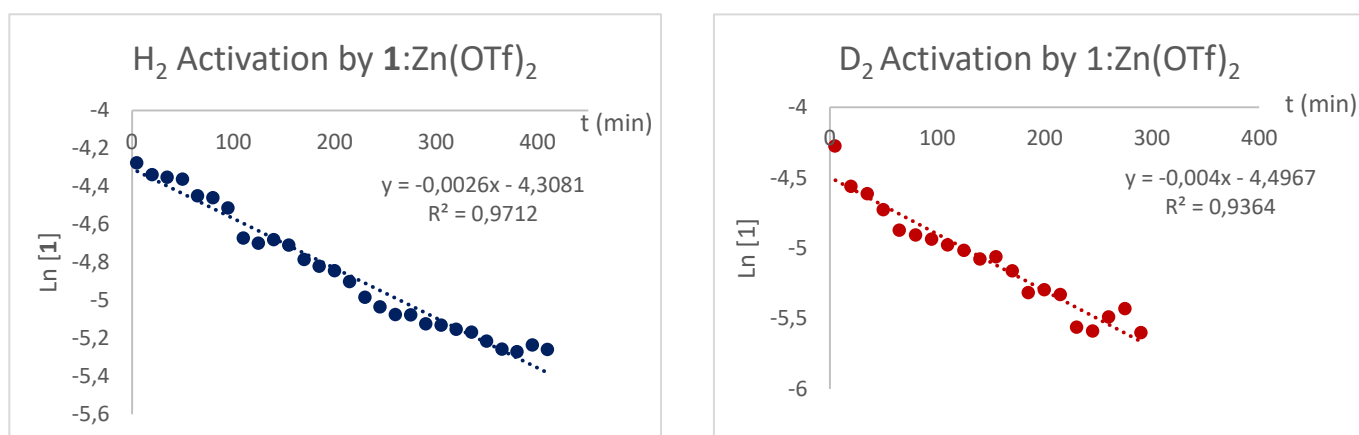 H₂ Activation by 1:Zn(OTf)₂
-4
t (min)
0 100 200 300 400
-4,2
-4,4
y = -0,0026x - 4,3081
R² = 0,9712
-4,6
-4,8
-5
-5,2
-5,4
-5,6
Ln [1]
D₂ Activation by 1:Zn(OTf)₂
-4
t (min)
0 100 200 300 400
-4,5
y = -0,004x - 4,4967
R² = 0,9364
-5
-5,5
-6
Ln [1]